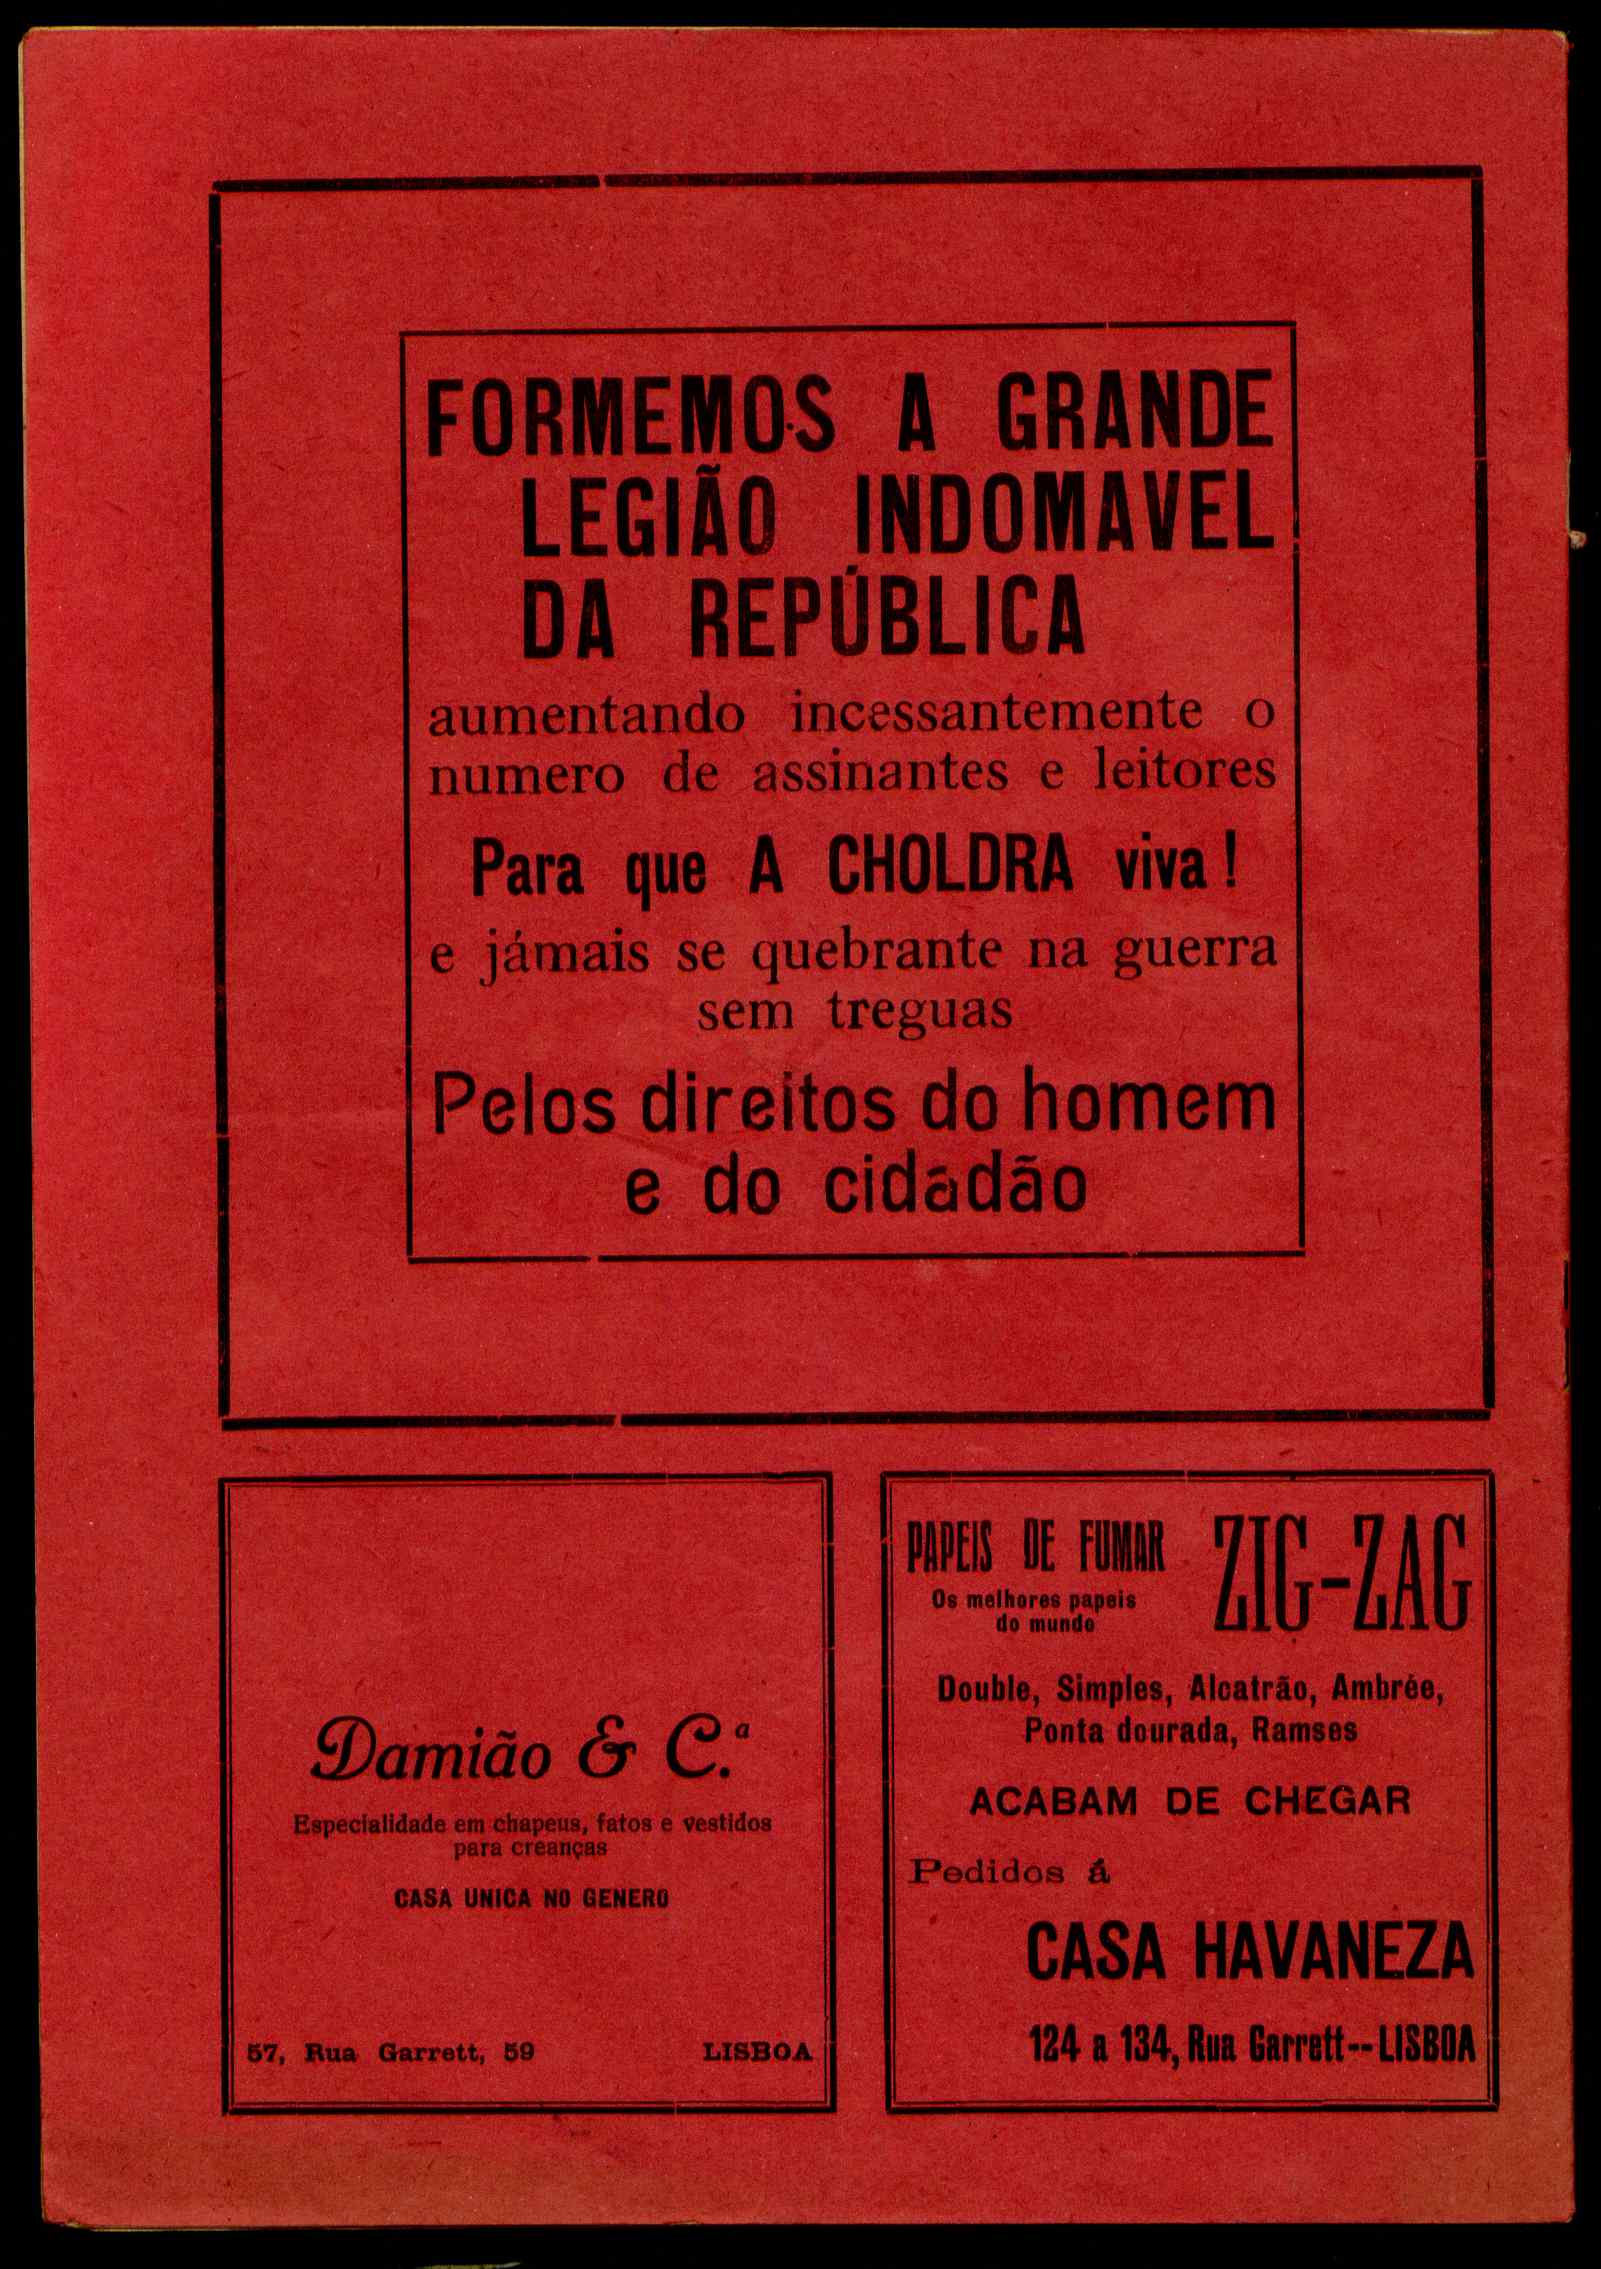 FORMEMOS A GRANDE
LEGIÃO INDOMAVEL
DA REPÚBLICA
aumentando incessantemente o
numero de assinantes e leitores
Para que A CHOLDRA viva!
e jámais se quebrante na guerra
sem treguas
Pelos direitos do homem
e do cidadão
Damião & C.ª
Especialidade em chapeus, fatos e vestidos
para creanças
CASA UNICA NO GENERO
57, Rua Garrett, 59 LISBOA
PAPEIS DE FUMAR ZIG-ZAG
Os melhores papeis
do mundo
Double, Simples, Alcatrão, Ambrée,
Ponta dourada, Ramses
ACABAM DE CHEGAR
Pedidos á
CASA HAVANEZA
124 a 134, Rua Garrett--LISBOA